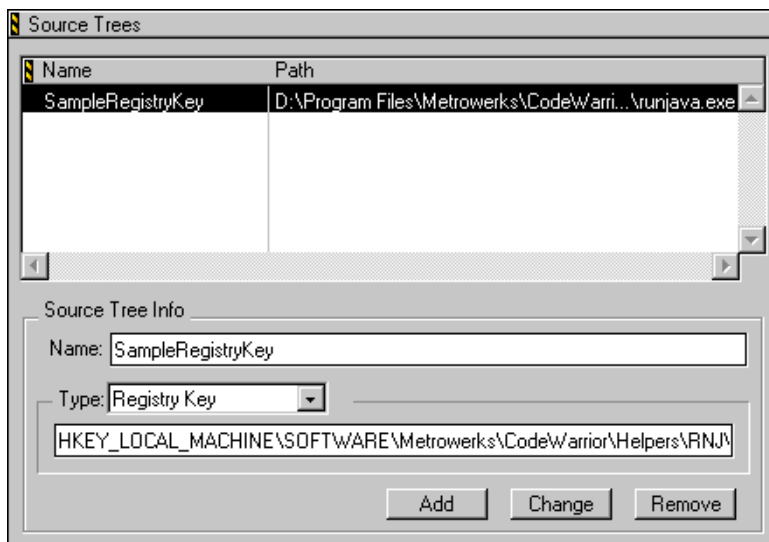 Source Trees
Name Path
SampleRegistryKey D:\Program Files\Metrowerks\CodeWarri...\runjava.exe
Source Tree Info
Name: SampleRegistryKey
Type: Registry Key
HKEY_LOCAL_MACHINE\SOFTWARE\Metrowerks\CodeWarrior\Helpers\RNJ\
Add Change Remove